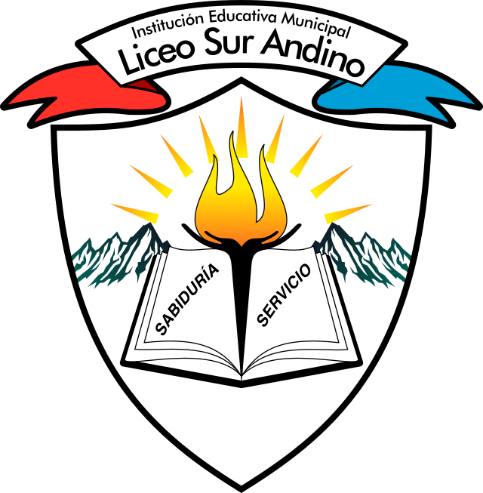 Institución Educativa Municipal
Liceo Sur Andino
SABIDURÍA
SERVICIO